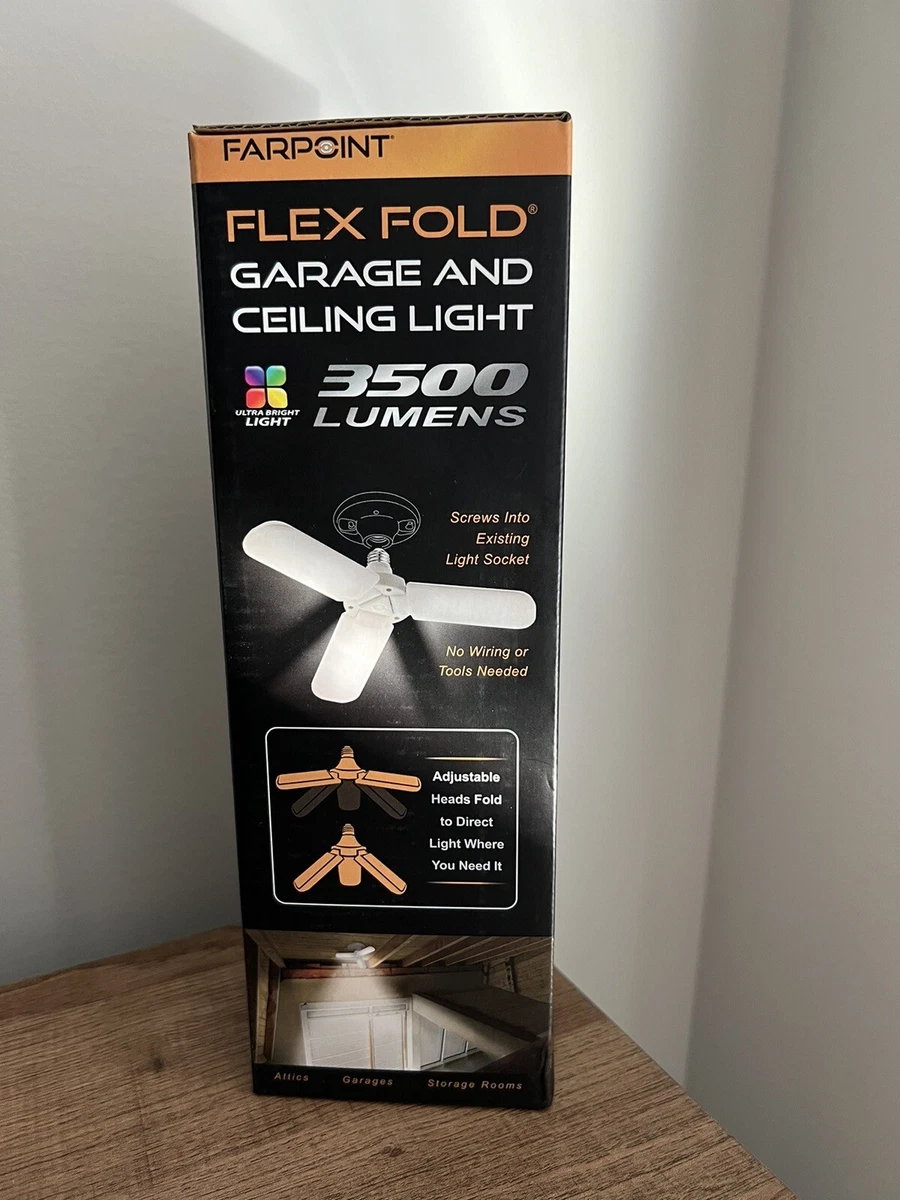 FARPOINT
FLEX FOLD®
GARAGE AND
CEILING LIGHT
3500
LUMENS
ULTRA BRIGHT
LIGHT
Screws Into
Existing
Light Socket
No Wiring or
Tools Needed
Adjustable
Heads Fold
to Direct
Light Where
You Need It
Attics Garages Storage Rooms